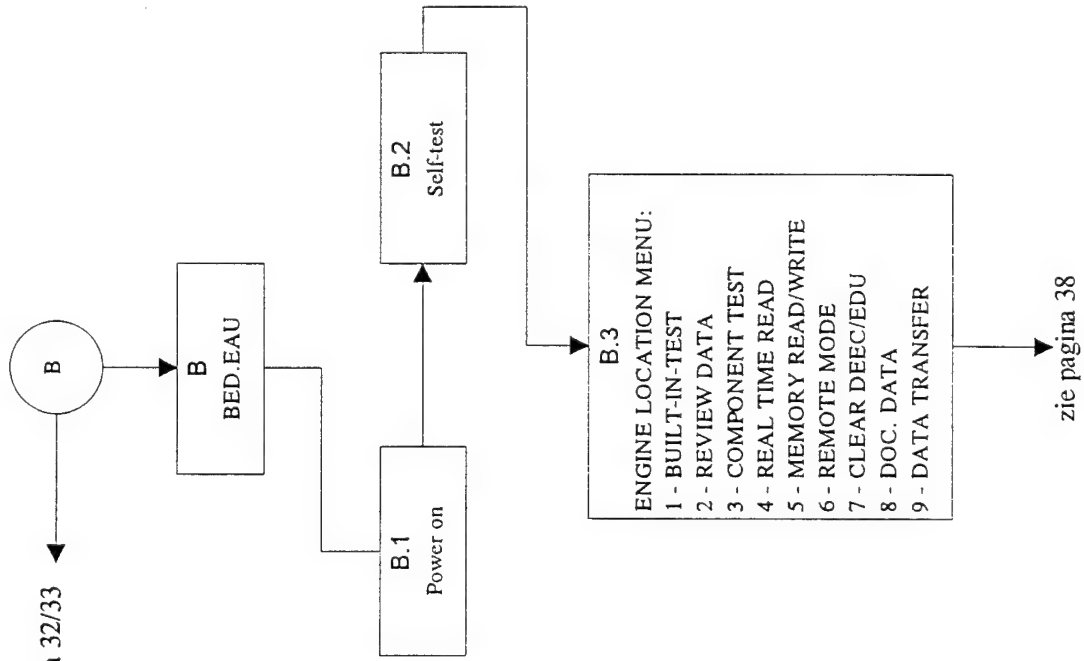 B
32/33
B
BED.EAU
B.1
Power on
B.2
Self-test
B.3
ENGINE LOCATION MENU:
1 - BUILT-IN-TEST
2 - REVIEW DATA
3 - COMPONENT TEST
4 - REAL TIME READ
5 - MEMORY READ/WRITE
6 - REMOTE MODE
7 - CLEAR DEEC/EDU
8 - DOC. DATA
9 - DATA TRANSFER
zie pagina 38